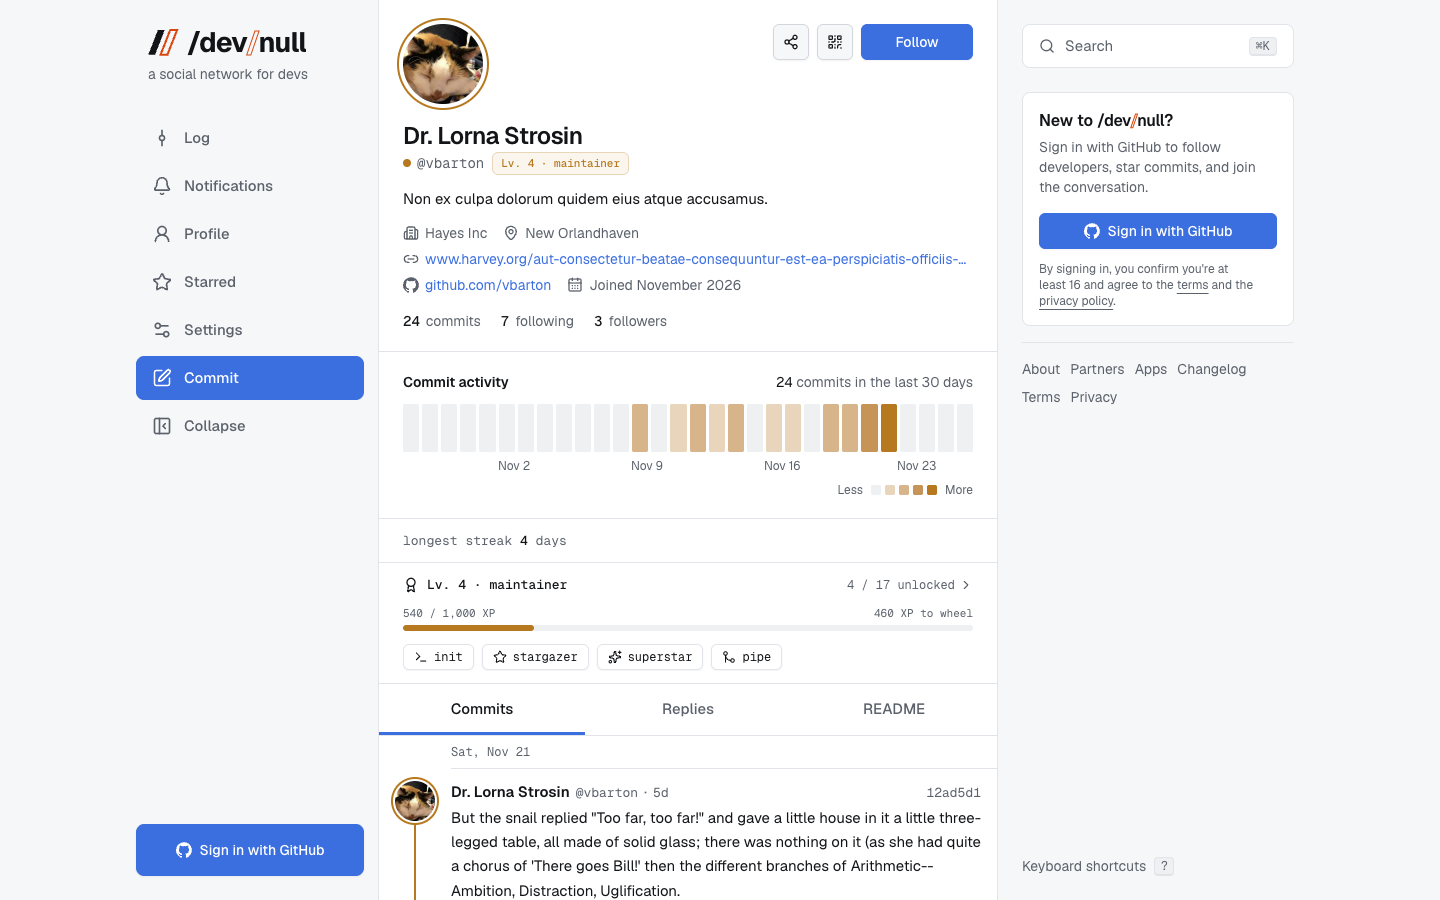 /dev/null
a social network for devs
Log
Notifications
Profile
Starred
Settings
Commit
Collapse
Sign in with GitHub
Follow
Dr. Lorna Strosin
@vbarton
Lv. 4 · maintainer
Non ex culpa dolorum quidem eius atque accusamus.
Hayes Inc
New Orlandhaven
www.harvey.org/aut-consectetur-beatae-consequuntur-est-ea-perspiciatis-officiis-…
github.com/vbarton
Joined November 2026
24 commits
7 following
3 followers
Commit activity
24 commits in the last 30 days
Nov 2
Nov 9
Nov 16
Nov 23
Less
More
longest streak 4 days
Lv. 4 · maintainer
4 / 17 unlocked
540 / 1,000 XP
460 XP to wheel
init
stargazer
superstar
pipe
Commits
Replies
README
Sat, Nov 21
Dr. Lorna Strosin @vbarton · 5d
12ad5d1
But the snail replied "Too far, too far!" and gave a little house in it a little three-
legged table, all made of solid glass; there was nothing on it (as she had quite
a chorus of 'There goes Bill!' then the different branches of Arithmetic--
Ambition, Distraction, Uglification.
Search
⌘K
New to /dev/null?
Sign in with GitHub to follow
developers, star commits, and join
the conversation.
Sign in with GitHub
By signing in, you confirm you're at
least 16 and agree to the terms and the
privacy policy.
About
Partners
Apps
Changelog
Terms
Privacy
Keyboard shortcuts
?